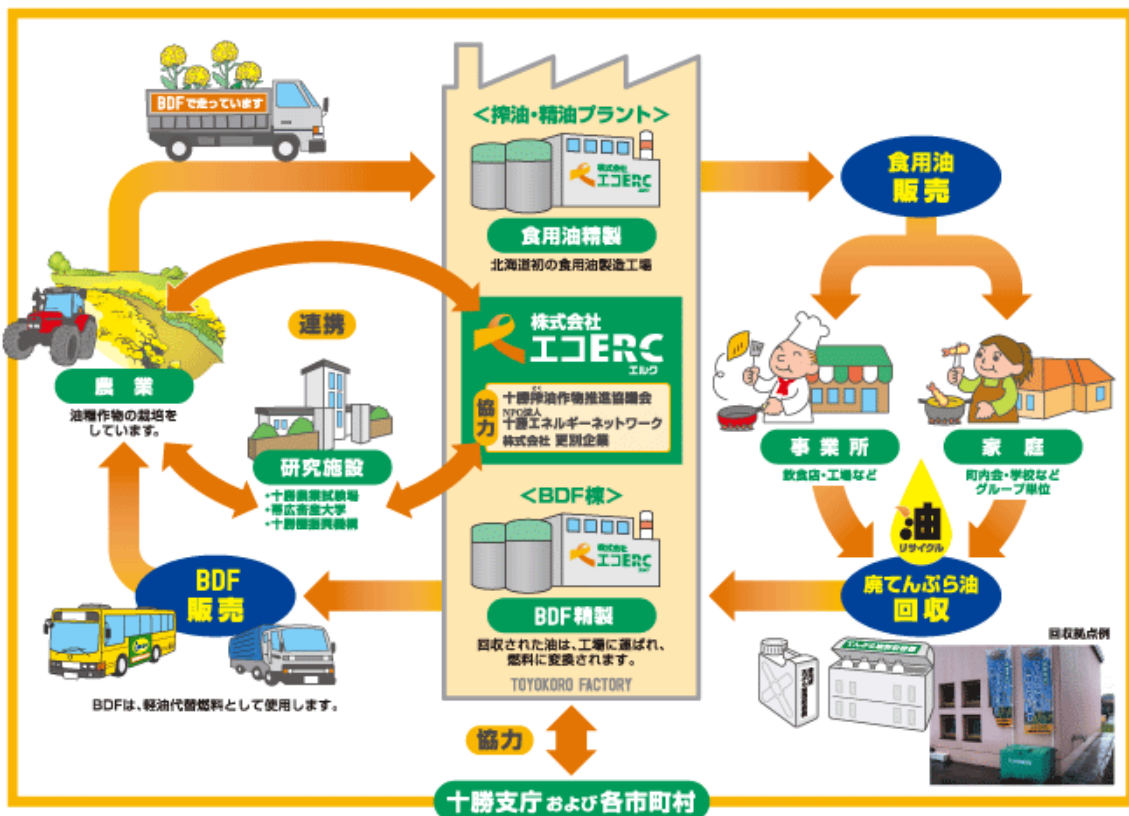 BDFで走っています
<搾油・精油プラント>
株式会社
エコERC
エルク
食用油精製
北海道初の食用油製造工場
食用油
販売
連携
農業
油糧作物の栽培を
しています。
研究施設
・十勝農業試験場
・帯広畜産大学
・十勝圏振興機構
株式会社
エコERC
エルク
協力
十勝搾油作物推進協議会
さく
NPO法人
十勝エネルギーネットワーク
株式会社 更別企業
事業所
飲食店・工場など
家庭
町内会・学校など
グループ単位
油
リサイクル
廃てんぷら油
回収
<BDF棟>
株式会社
エコERC
エルク
BDF精製
回収された油は、工場に運ばれ、
燃料に変換されます。
TOYOKORO FACTORY
BDF
販売
BDFは、軽油代替燃料として使用します。
回収拠点例
協力
十勝支庁および各市町村